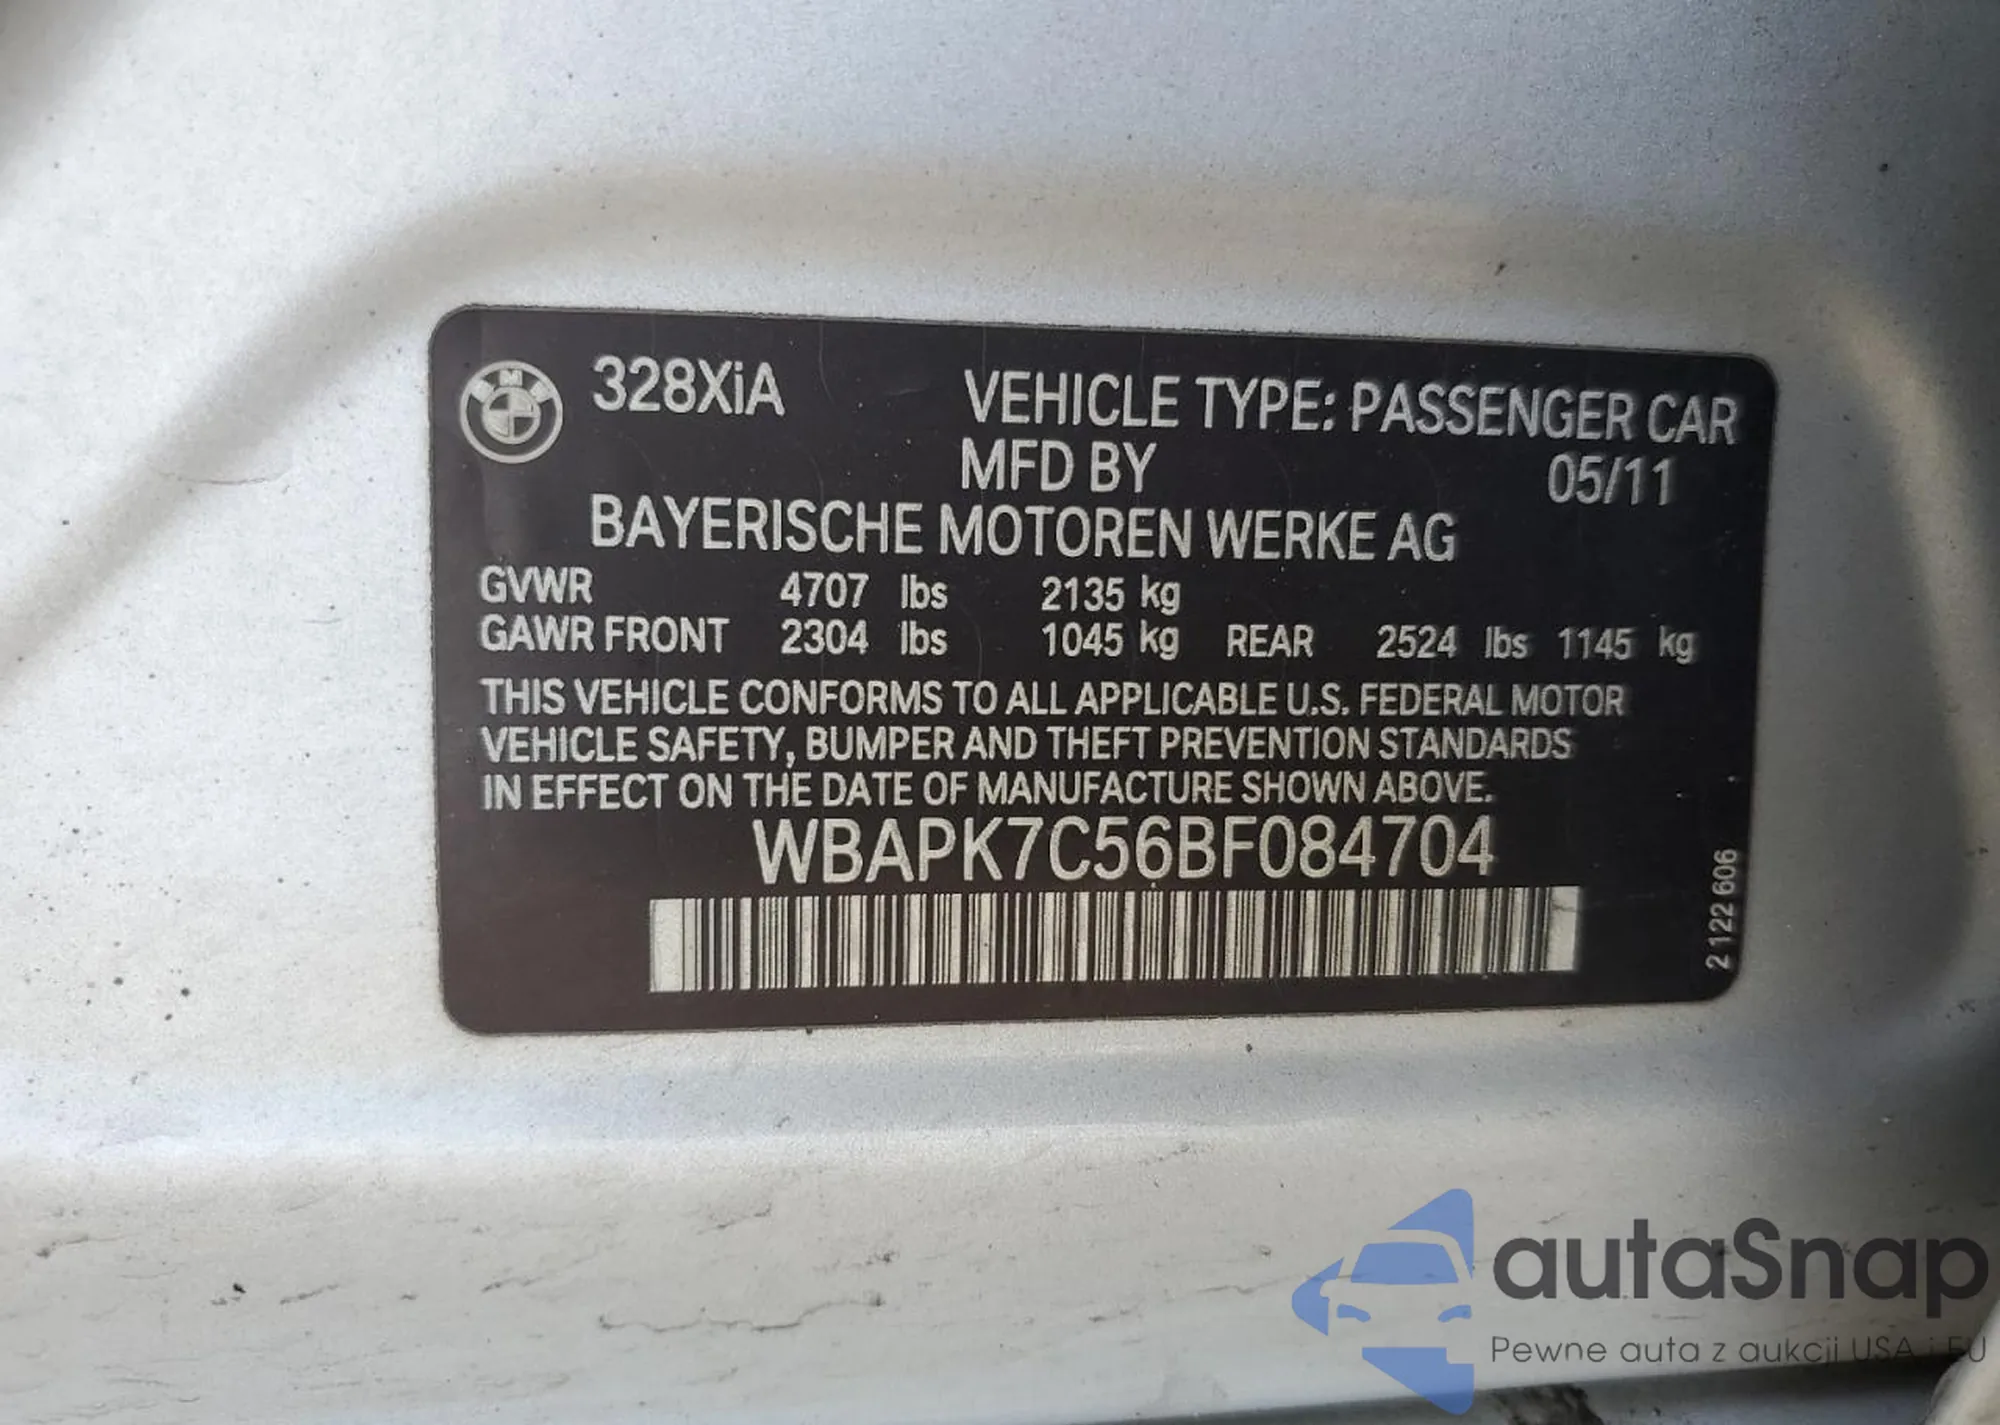 BMW
328XiA
VEHICLE TYPE: PASSENGER CAR
MFD BY 05/11
BAYERISCHE MOTOREN WERKE AG
GVWR 4707 lbs 2135 kg
GAWR FRONT 2304 lbs 1045 kg REAR 2524 lbs 1145 kg
THIS VEHICLE CONFORMS TO ALL APPLICABLE U.S. FEDERAL MOTOR
VEHICLE SAFETY, BUMPER AND THEFT PREVENTION STANDARDS
IN EFFECT ON THE DATE OF MANUFACTURE SHOWN ABOVE.
WBAPK7C56BF084704
2 122 606
autaSnap
Pewne auta z aukcji USA i EU